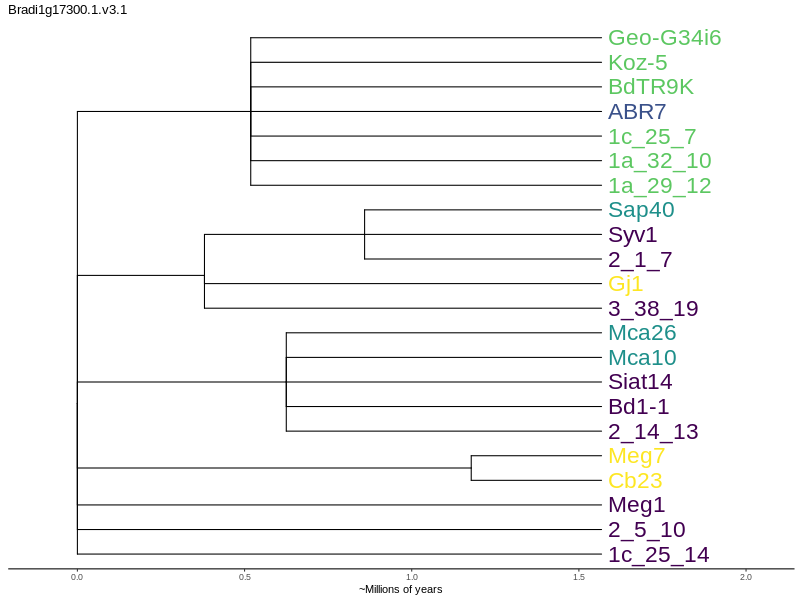 Bradi1g17300.1.v3.1
Geo-G34i6
Koz-5
BdTR9K
ABR7
1c_25_7
1a_32_10
1a_29_12
Sap40
Syv1
2_1_7
Gj1
3_38_19
Mca26
Mca10
Siat14
Bd1-1
2_14_13
Meg7
Cb23
Meg1
2_5_10
1c_25_14
0.0 0.5 1.0 1.5 2.0
~Millions of years